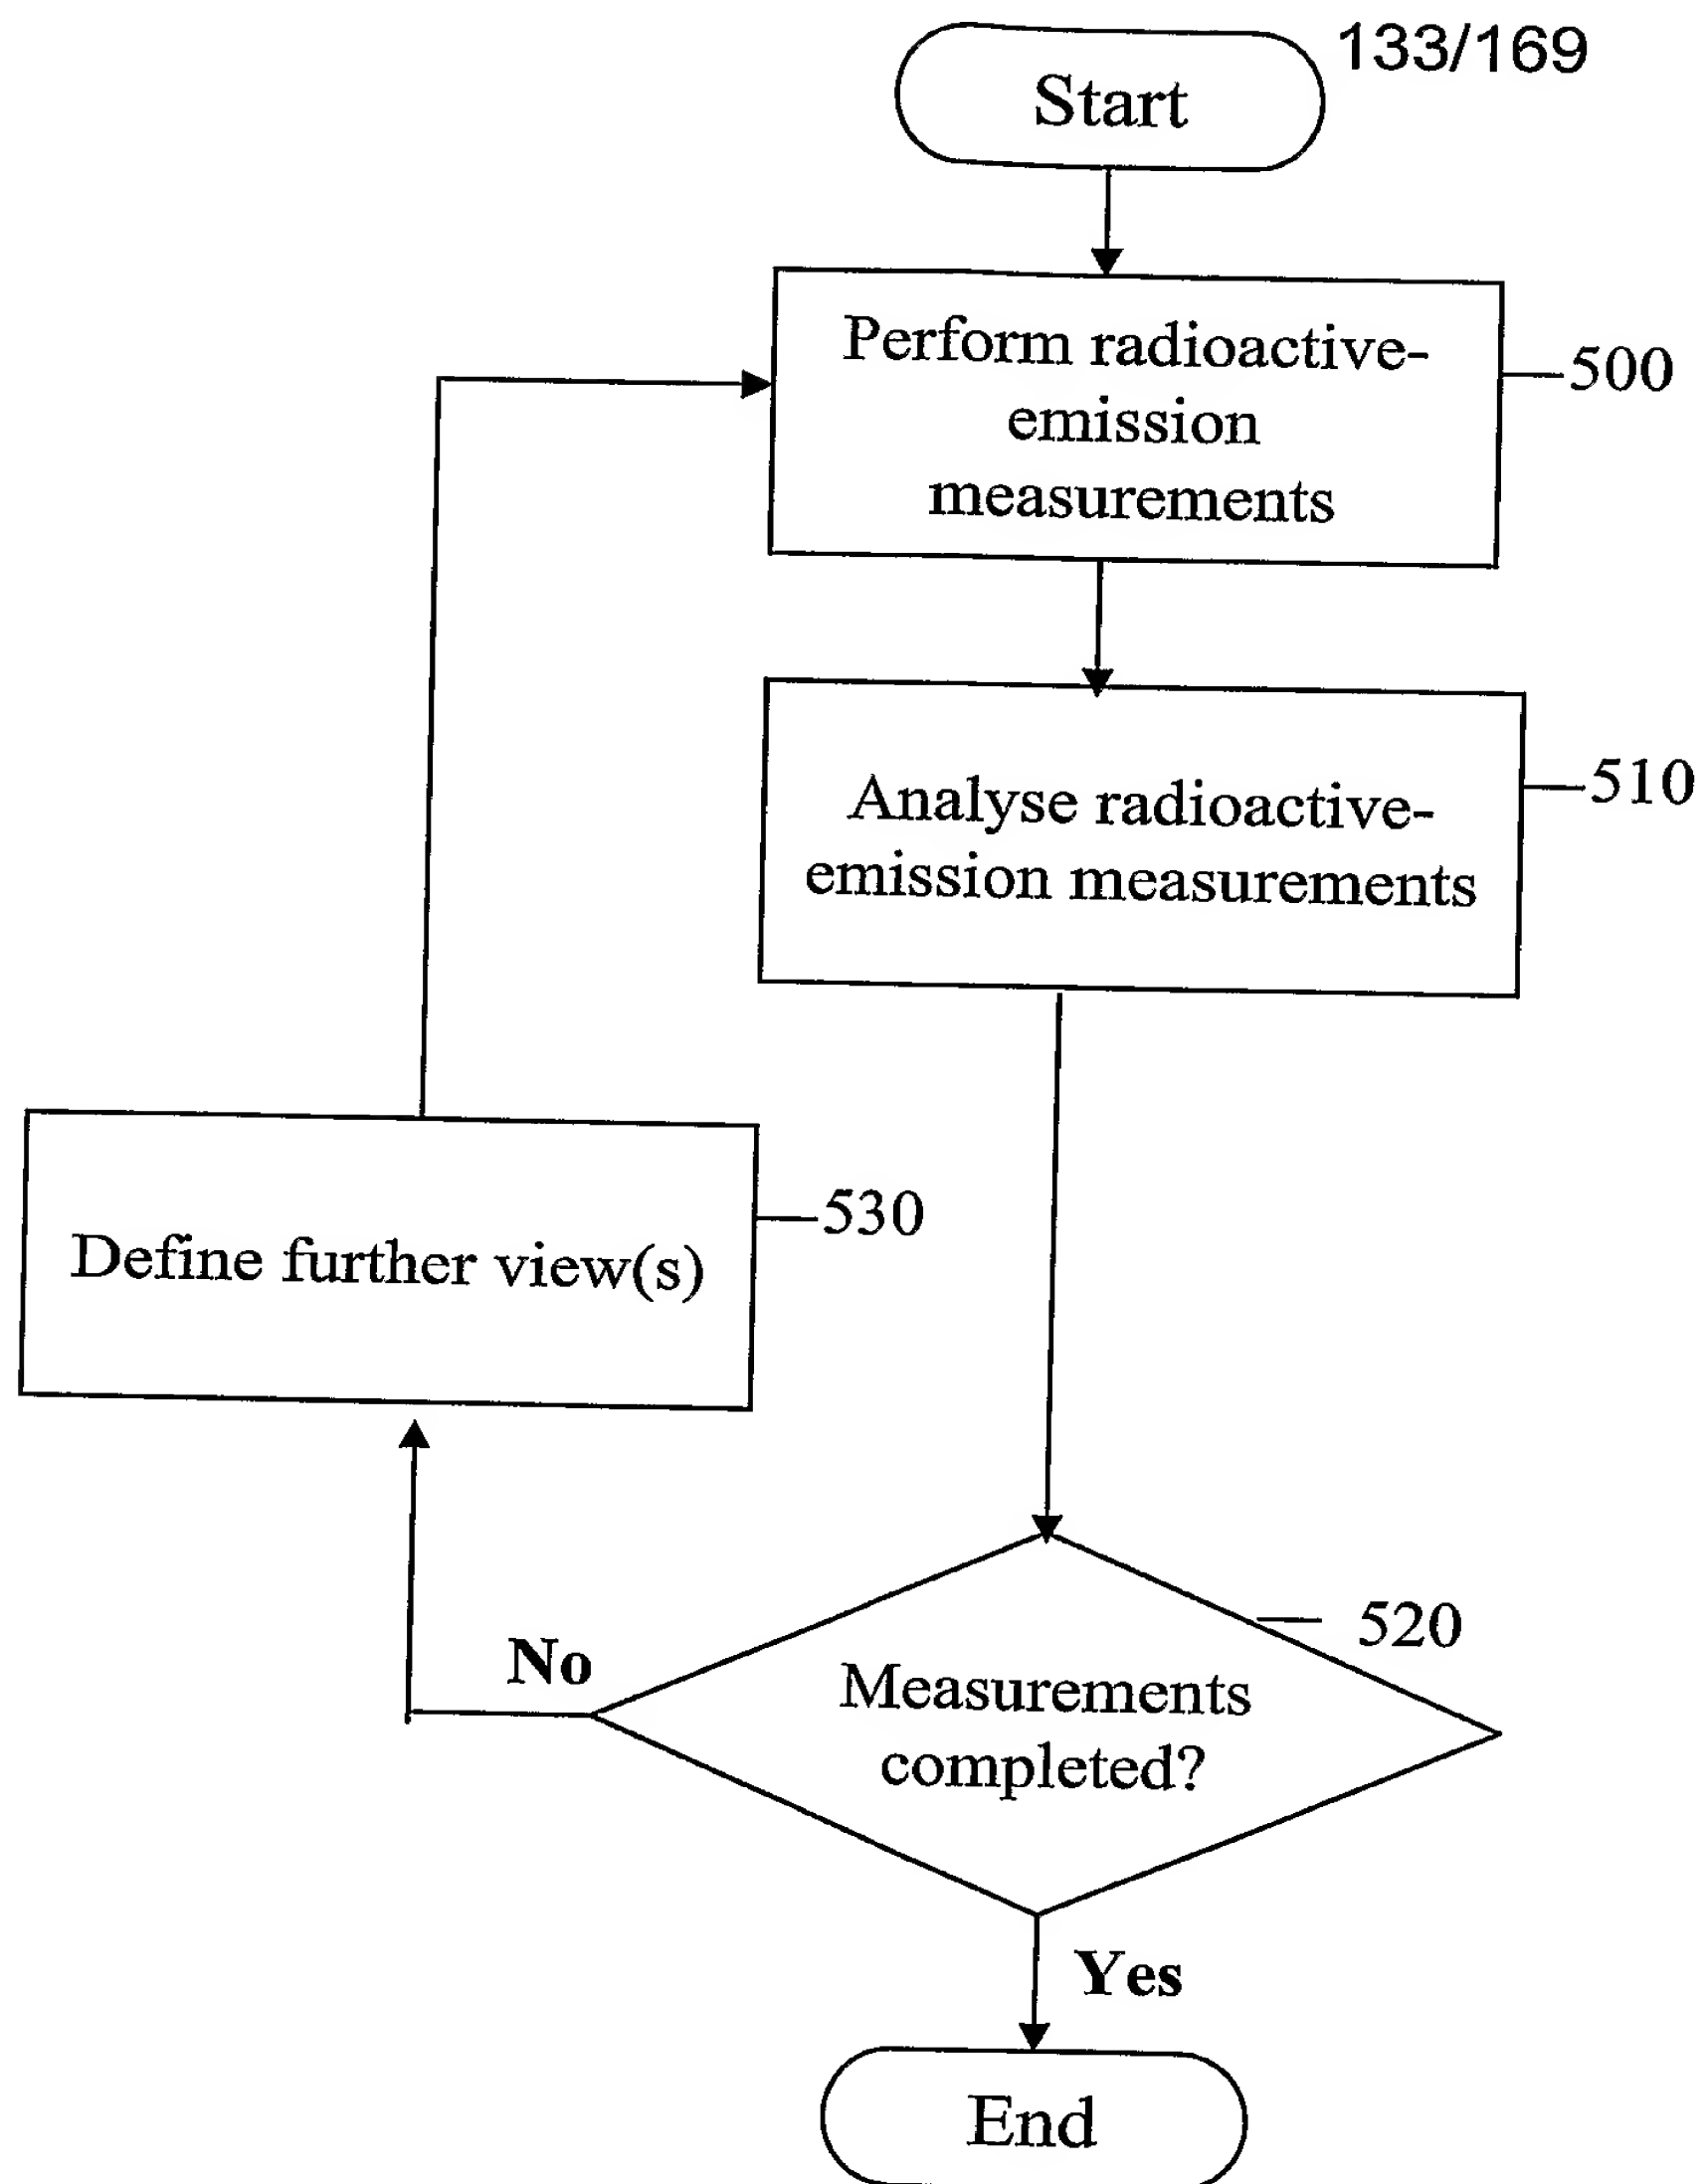 133/169
Start
Perform radioactive-
emission
measurements
500
Analyse radioactive-
emission measurements
510
Define further view(s)
530
520
No
Measurements
completed?
Yes
End